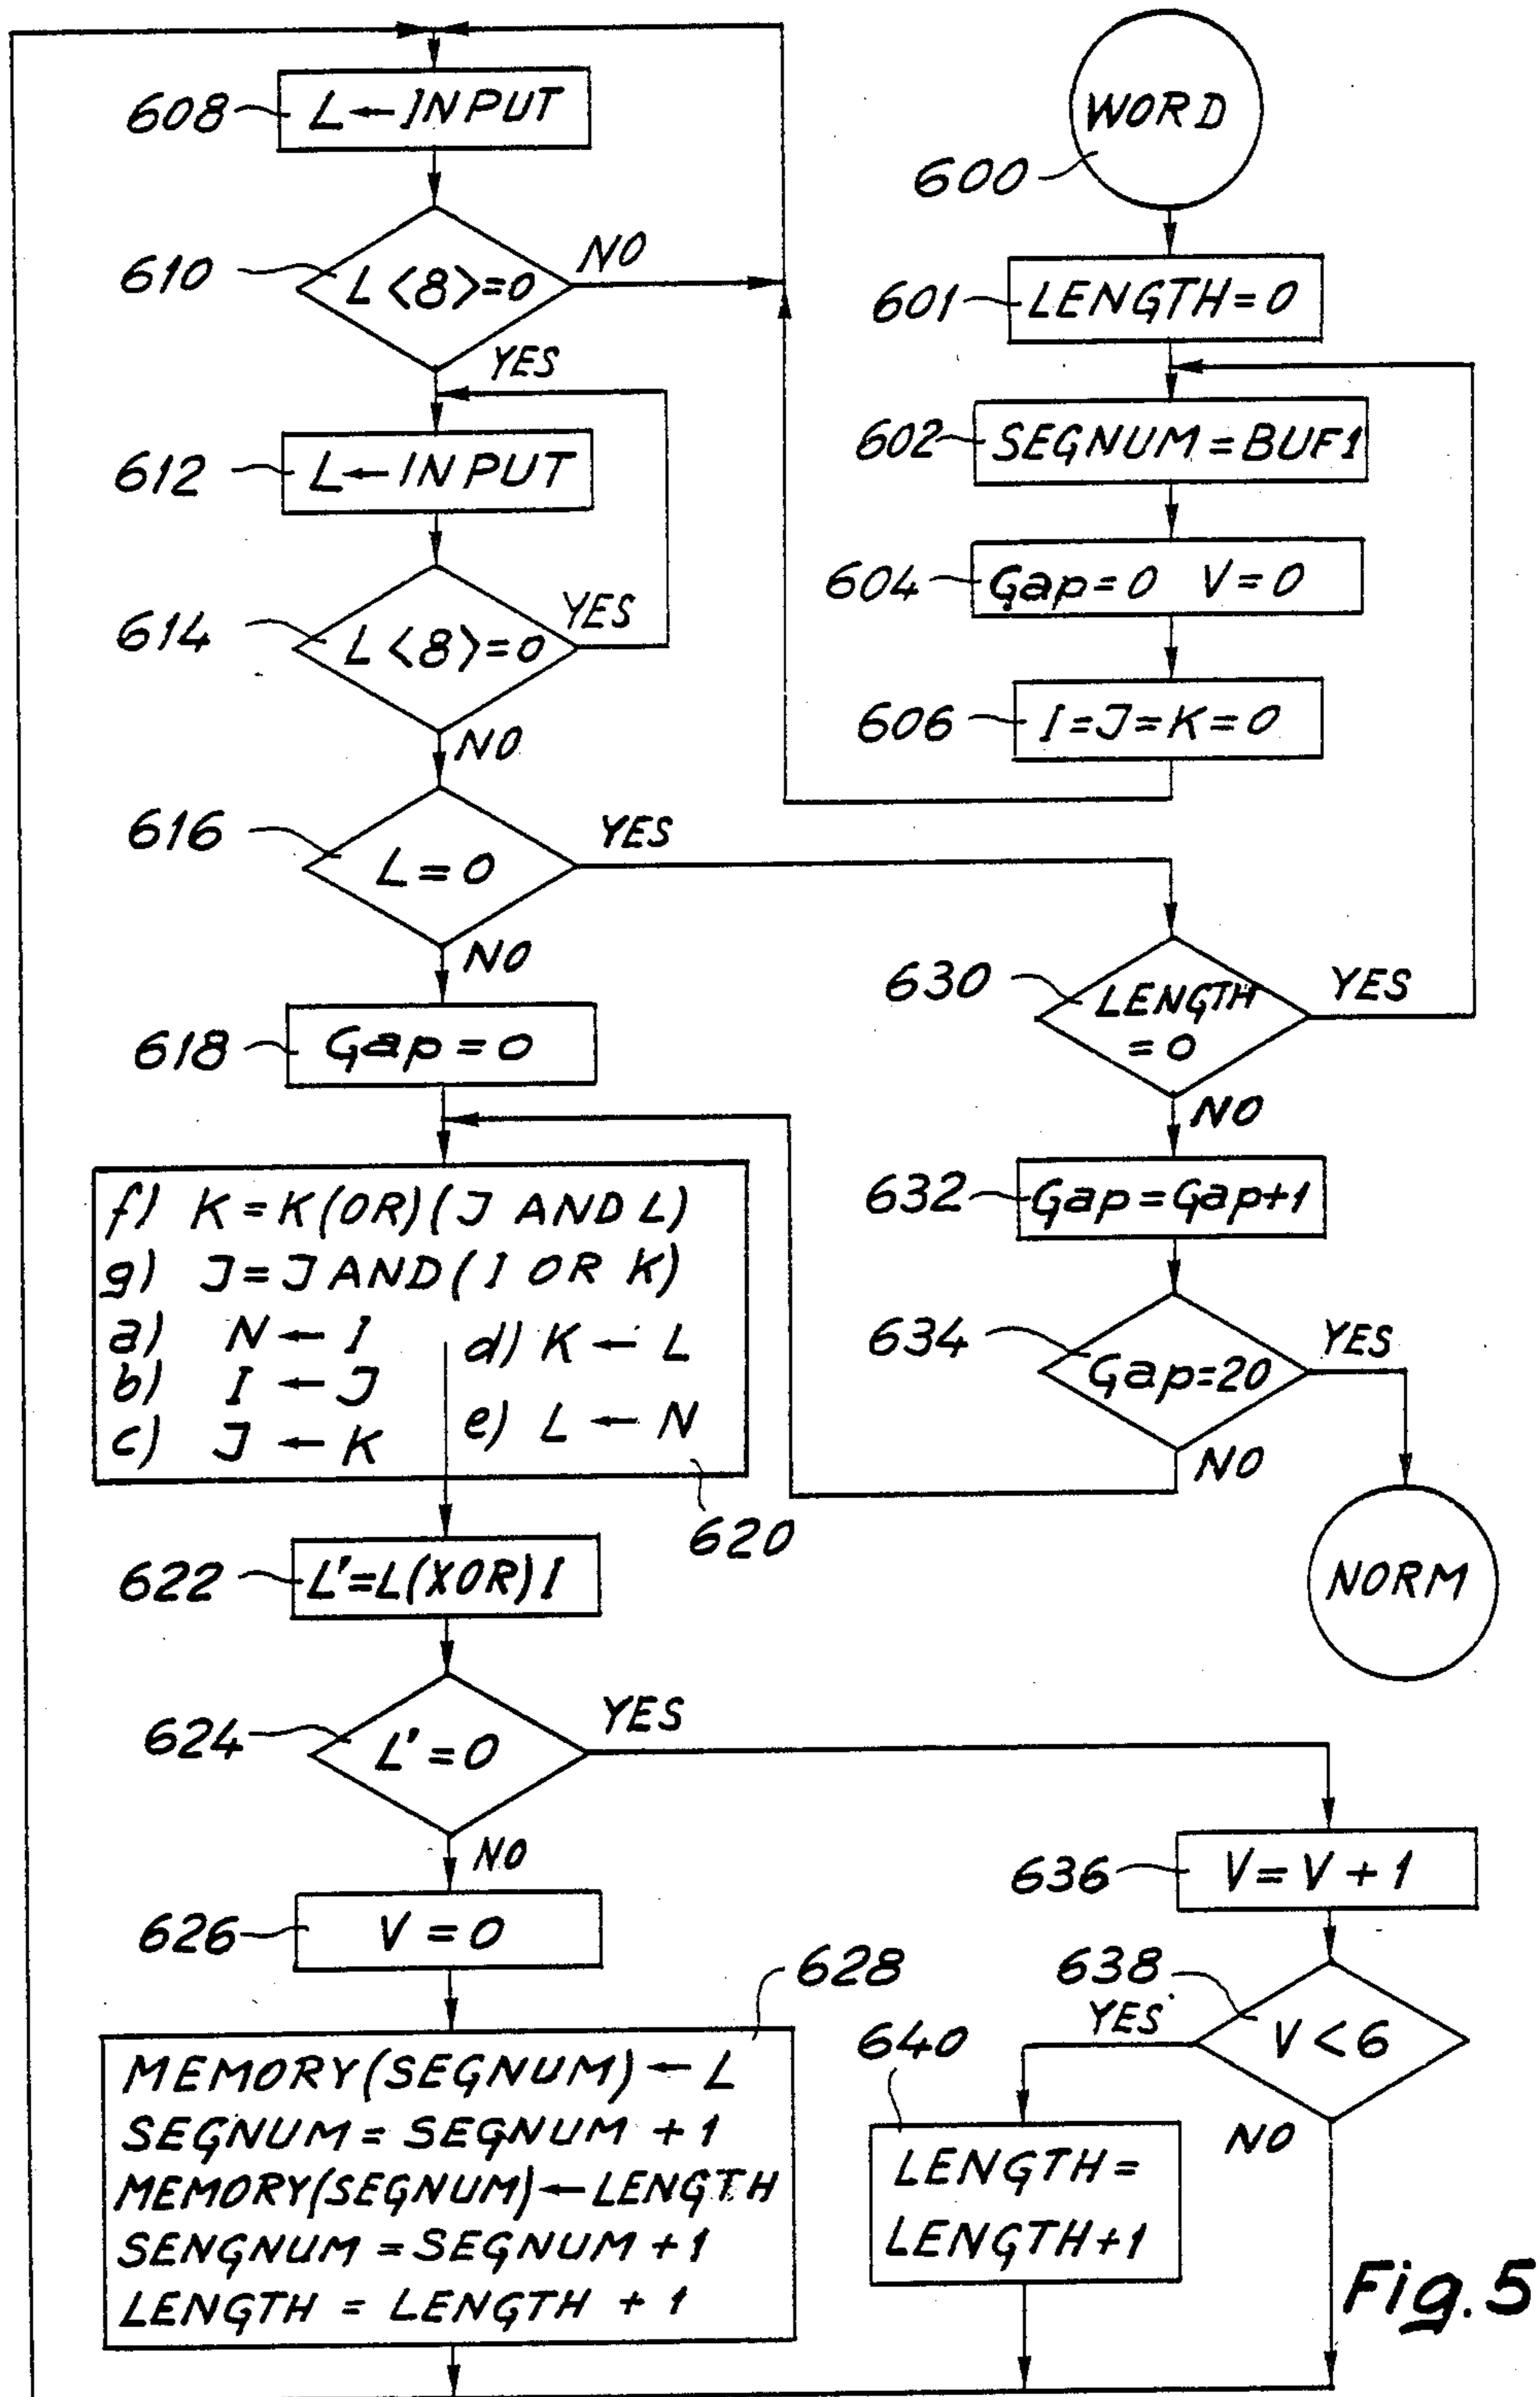 608 L ← INPUT
610 L <8> = 0
NO
YES
612 L ← INPUT
614 L <8> = 0
YES
NO
616 L = 0
YES
NO
618 Gap = 0
f) K = K (OR) (J AND L)
g) J = J AND (I OR K)
a) N ← I
b) I ← J
c) J ← K
d) K ← L
e) L ← N
620
622 L' = L (XOR) I
624 L' = 0
YES
NO
626 V = 0
628
MEMORY(SEGNUM) ← L
SEGNUM = SEGNUM + 1
MEMORY(SEGNUM) ← LENGTH
SENGNUM = SEGNUM + 1
LENGTH = LENGTH + 1
WORD
600
601 LENGTH = 0
602 SEGNUM = BUF1
604 Gap = 0 V = 0
606 I = J = K = 0
630 LENGTH
= 0
YES
NO
632 Gap = Gap+1
634 Gap = 20
YES
NO
NORM
636 V = V + 1
638 V < 6
YES
NO
640
LENGTH =
LENGTH+1
Fig. 5